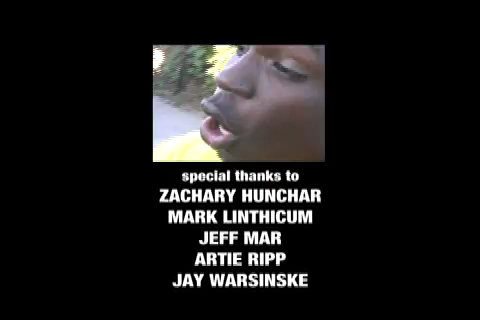 special thanks to
ZACHARY HUNCHAR
MARK LINTHICUM
JEFF MAR
ARTIE RIPP
JAY WARSINSKE